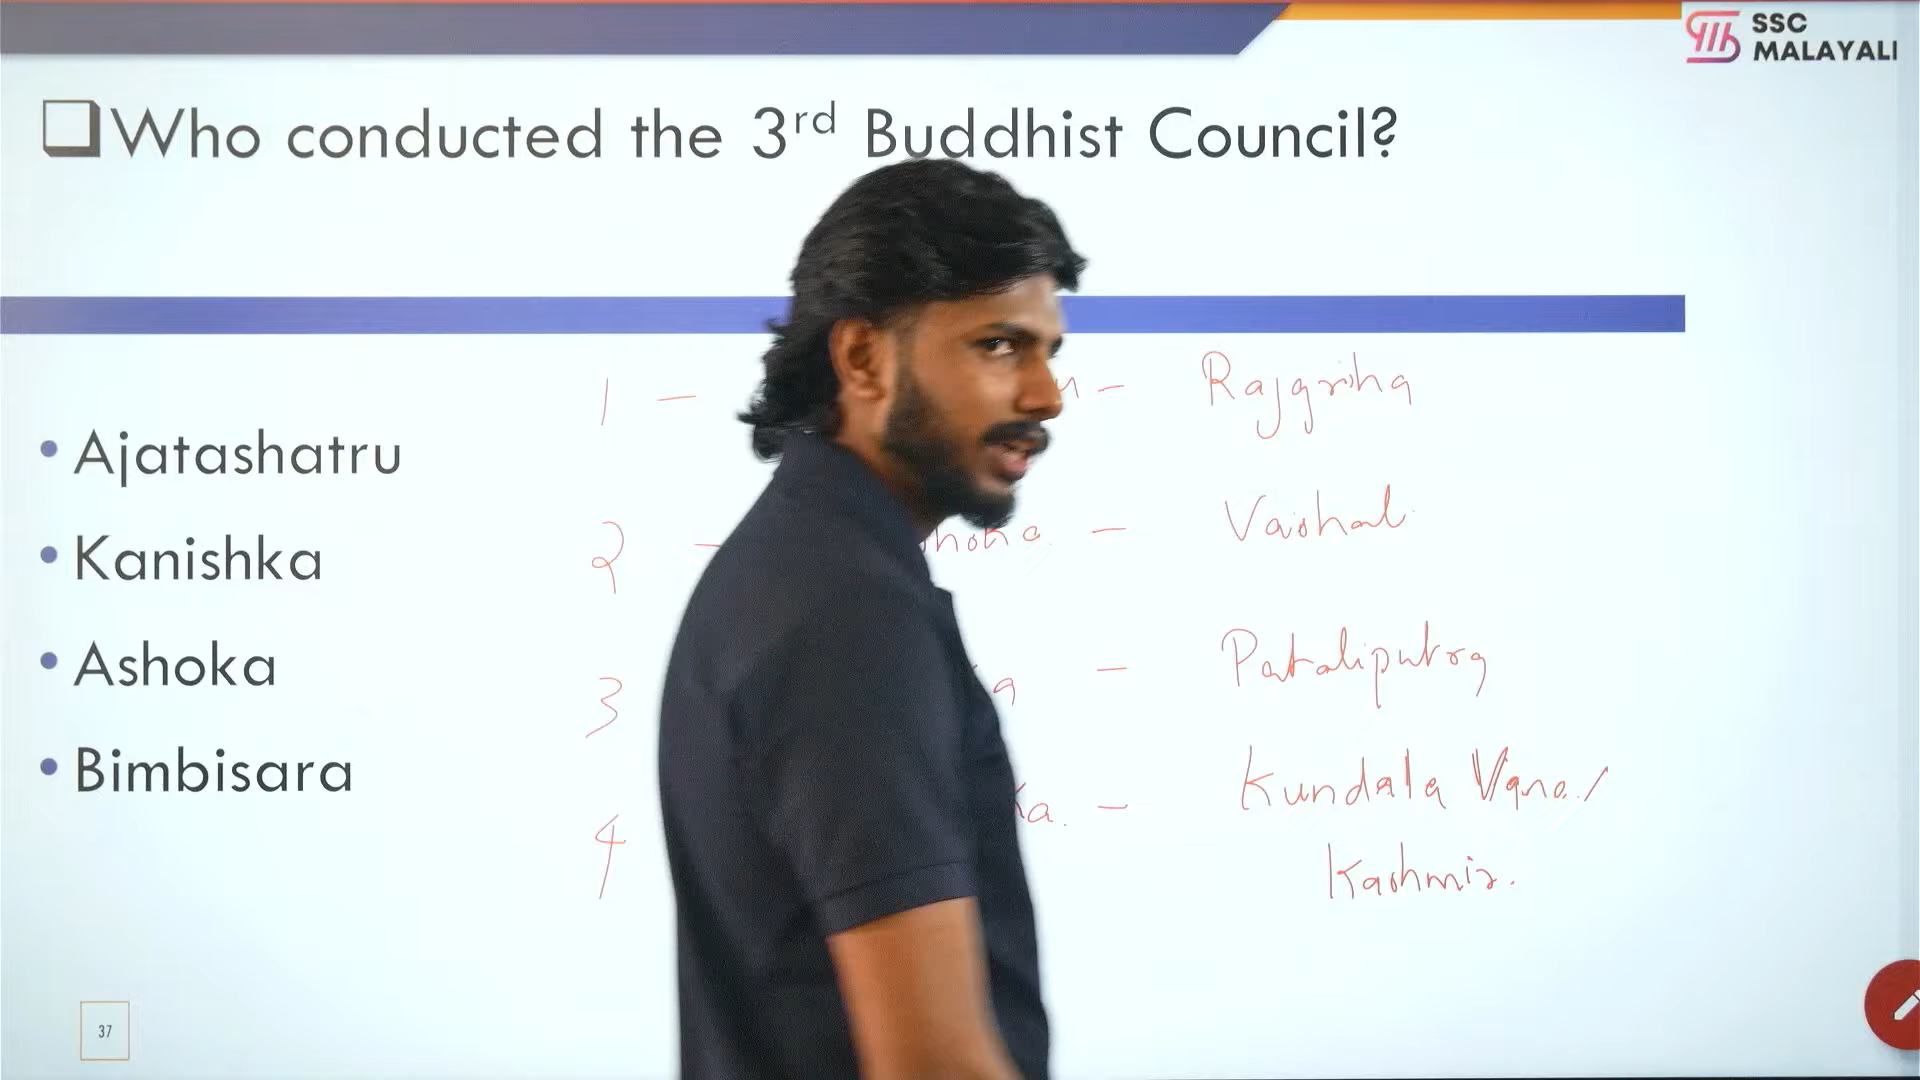 SSC
MALAYALI
Who conducted the 3rd Buddhist Council?
Ajatashatru
Kanishka
Ashoka
Bimbisara
1 - - Rajgriha
2 - - Vaishal
3 - Pataliputra
4 - Kundala Vana/
Kashmir.
37